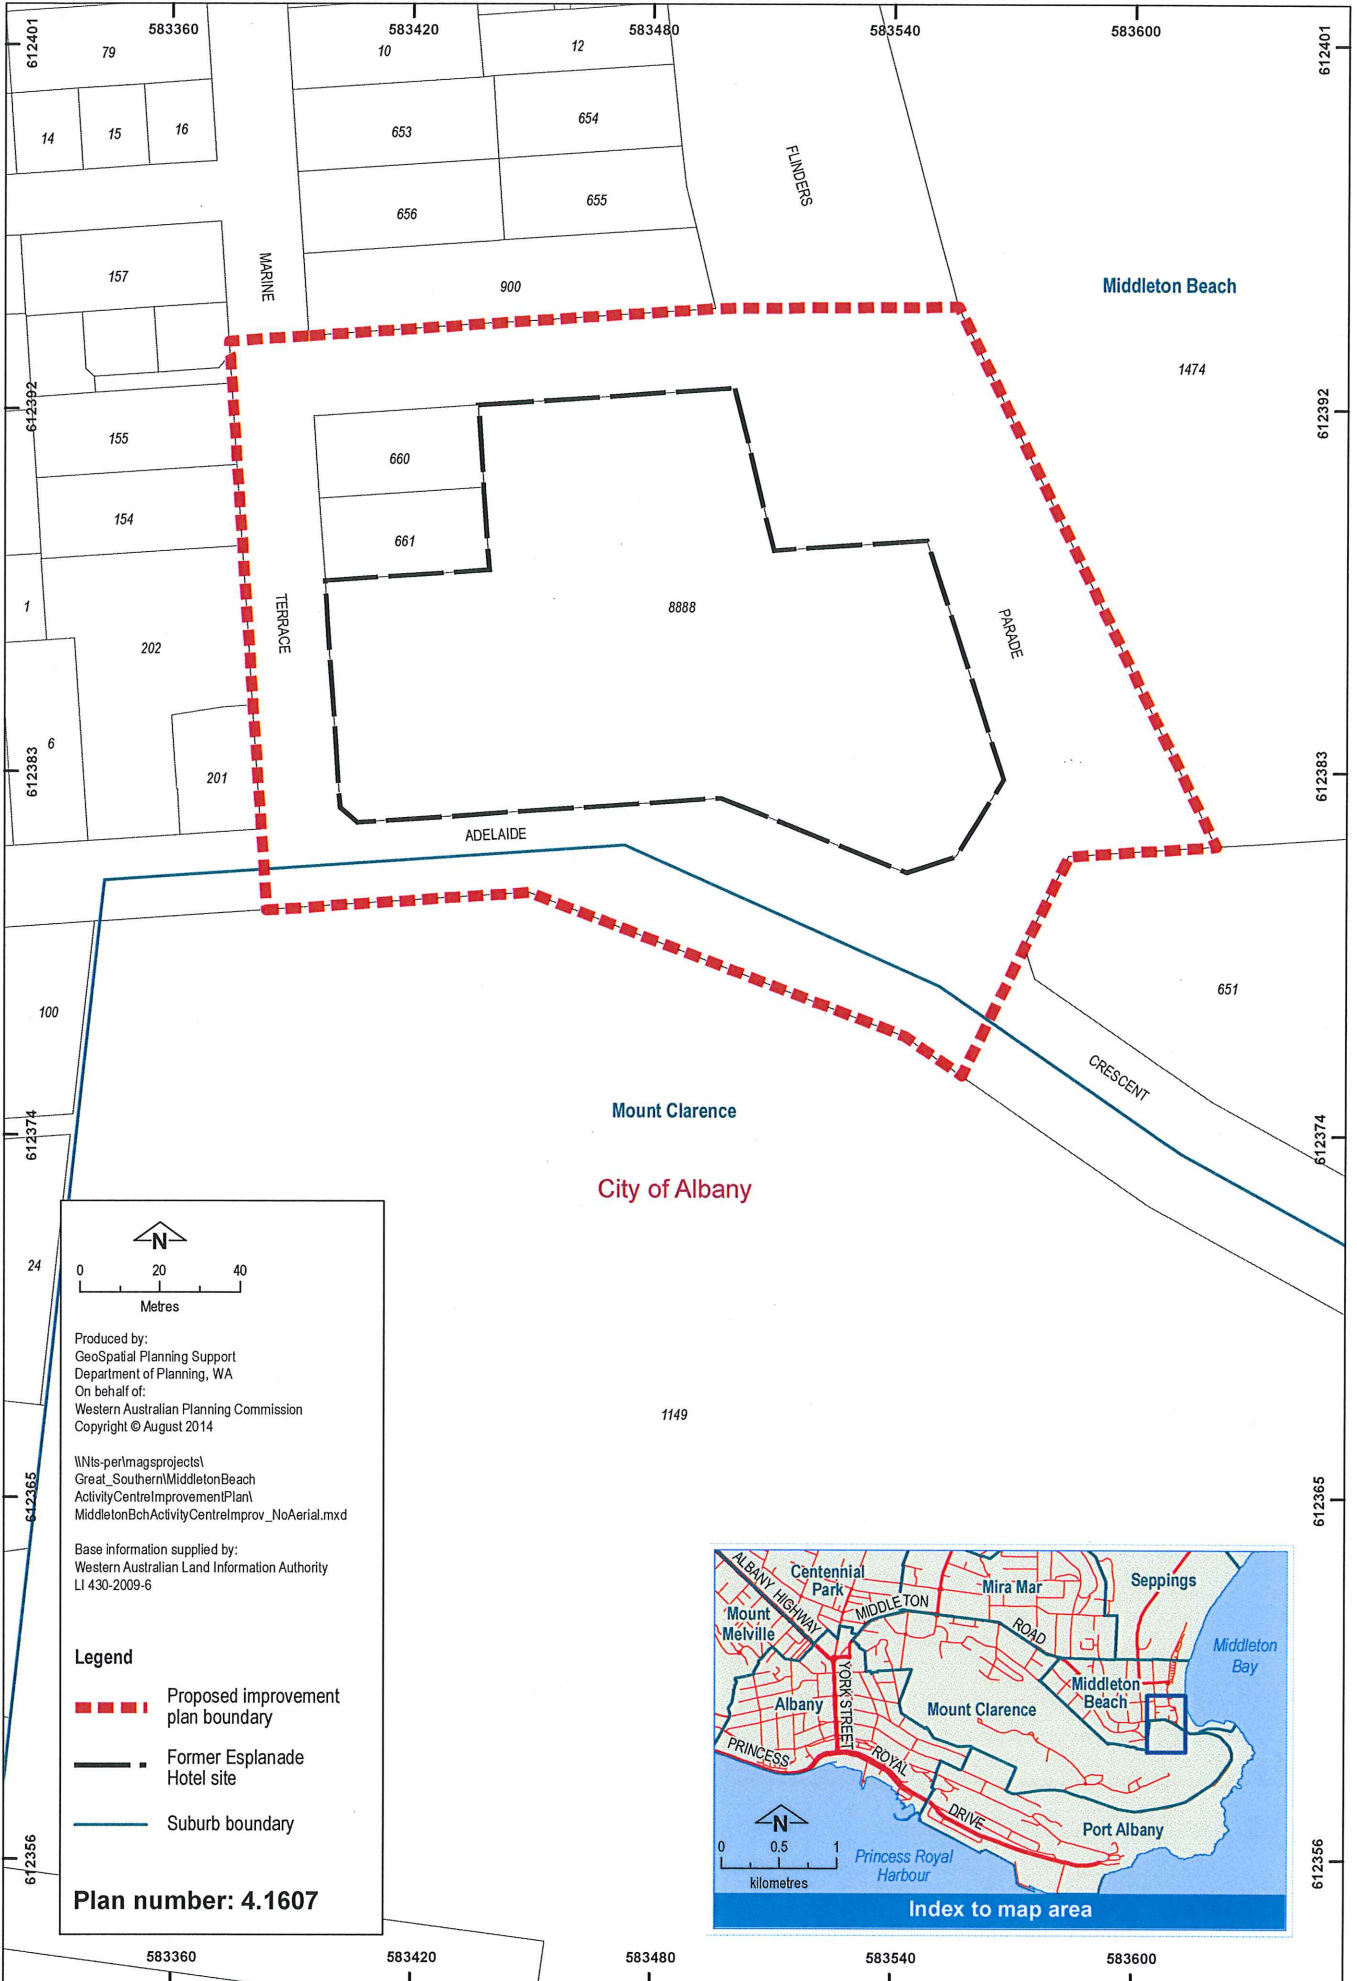 583360
583420
583480
583540
583600
612401
612401
79
10
12
14
15
16
653
654
656
655
FLINDERS
157
MARINE
900
Middleton Beach
1474
612392
612392
155
660
154
661
1
TERRACE
8888
PARADE
202
6
201
612383
612383
ADELAIDE
100
651
CRESCENT
612374
612374
Mount Clarence
City of Albany
24
1149
612365
612365
612356
612356
N
0 20 40
Metres
Produced by:
GeoSpatial Planning Support
Department of Planning, WA
On behalf of:
Western Australian Planning Commission
Copyright © August 2014
\\Nts-per\magsprojects\
Great_Southern\MiddletonBeach
ActivityCentreImprovementPlan\
MiddletonBchActivityCentreImprov_NoAerial.mxd
Base information supplied by:
Western Australian Land Information Authority
LI 430-2009-6
Legend
Proposed improvement
plan boundary
Former Esplanade
Hotel site
Suburb boundary
Plan number: 4.1607
ALBANY HIGHWAY
Centennial
Park
MIDDLETON
ROAD
Mira Mar
Seppings
Mount
Melville
Middleton
Bay
YORK STREET
Albany
Mount Clarence
Middleton
Beach
PRINCESS
ROYAL
DRIVE
Port Albany
N
0 0.5 1
kilometres
Princess Royal
Harbour
Index to map area
583360
583420
583480
583540
583600